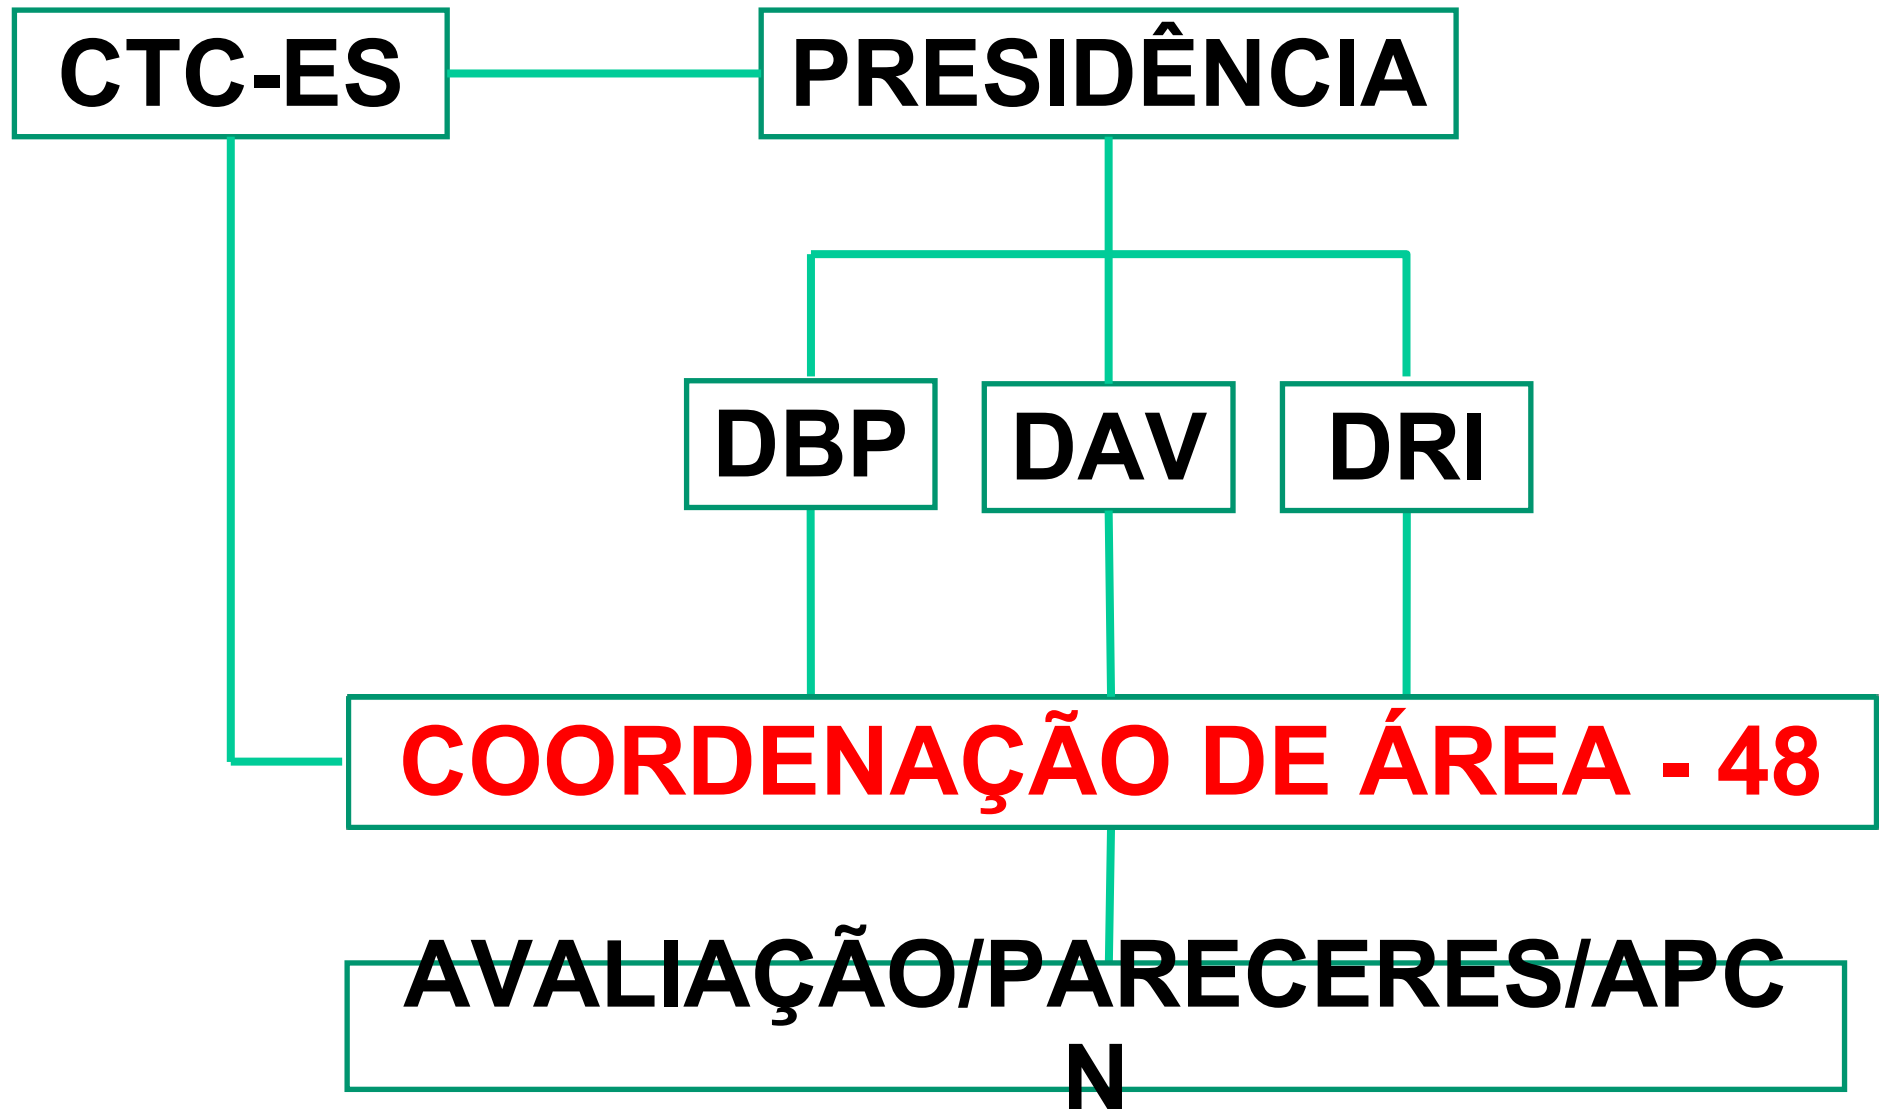 CTC-ES
PRESIDÊNCIA
DBP
DAV
DRI
COORDENAÇÃO DE ÁREA - 48
AVALIAÇÃO/PARECERES/APC
N